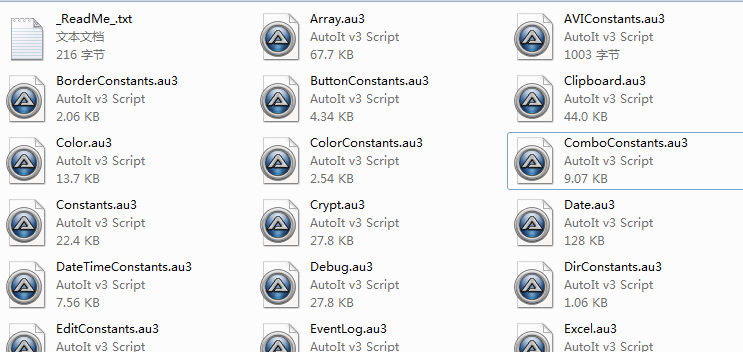 _ReadMe_.txt
文本文档
216 字节
Array.au3
AutoIt v3 Script
67.7 KB
AVIConstants.au3
AutoIt v3 Script
1003 字节
BorderConstants.au3
AutoIt v3 Script
2.06 KB
ButtonConstants.au3
AutoIt v3 Script
4.34 KB
Clipboard.au3
AutoIt v3 Script
44.0 KB
Color.au3
AutoIt v3 Script
13.7 KB
ColorConstants.au3
AutoIt v3 Script
2.54 KB
ComboConstants.au3
AutoIt v3 Script
9.07 KB
Constants.au3
AutoIt v3 Script
22.4 KB
Crypt.au3
AutoIt v3 Script
27.8 KB
Date.au3
AutoIt v3 Script
128 KB
DateTimeConstants.au3
AutoIt v3 Script
7.56 KB
Debug.au3
AutoIt v3 Script
27.8 KB
DirConstants.au3
AutoIt v3 Script
1.06 KB
EditConstants.au3
AutoIt v3 Script
EventLog.au3
AutoIt v3 Script
Excel.au3
AutoIt v3 Script